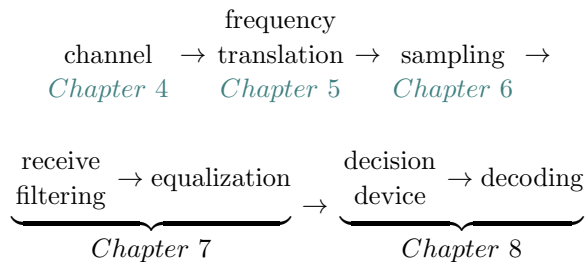 frequency
channel → translation → sampling →
Chapter 4 Chapter 5 Chapter 6
receive
filtering → equalization → decision
device → decoding
Chapter 7 Chapter 8